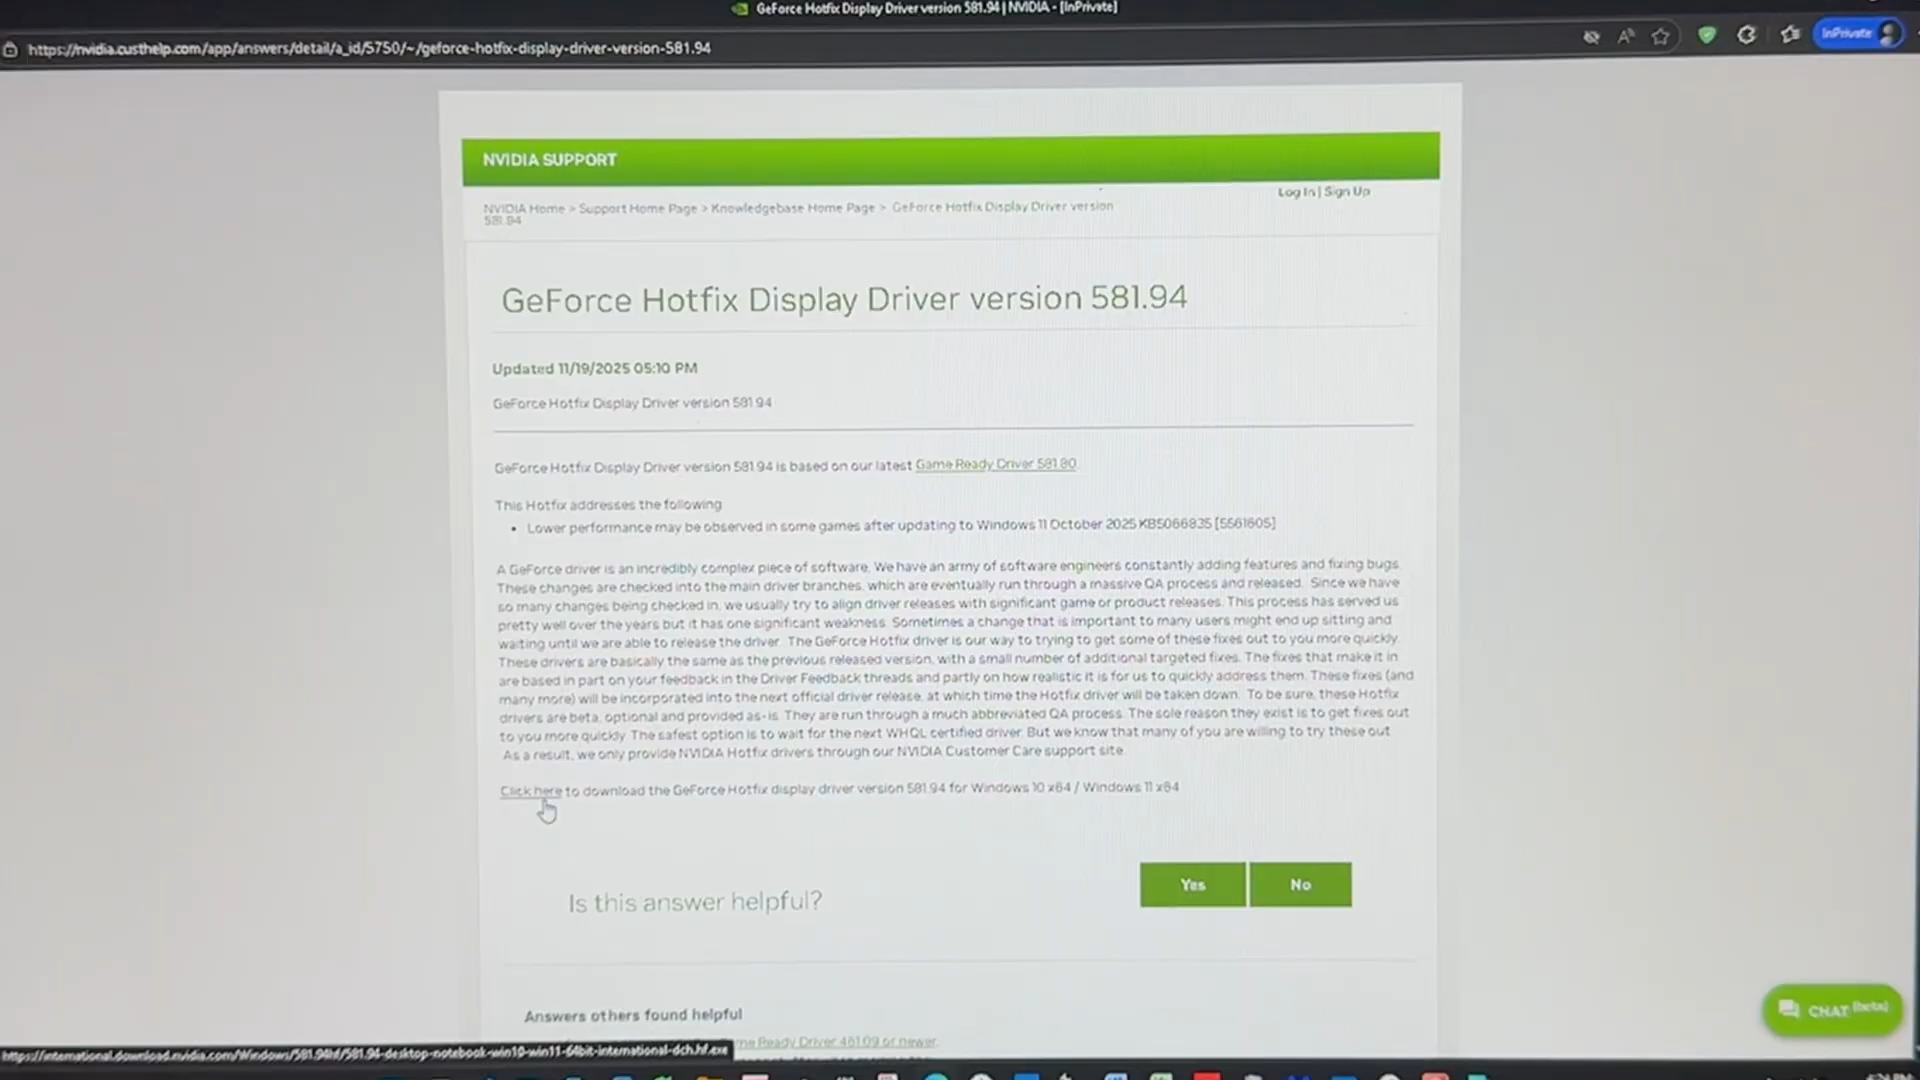 GeForce Hotfix Display Driver version 581.94 | NVIDIA - [InPrivate]
https://nvidia.custhelp.com/app/answers/detail/a_id/5750/~/geforce-hotfix-display-driver-version-581.94
InPrivate
NVIDIA SUPPORT
Log In | Sign Up
NVIDIA Home > Support Home Page > Knowledgebase Home Page > GeForce Hotfix Display Driver version
581.94
GeForce Hotfix Display Driver version 581.94
Updated 11/19/2025 05:10 PM
GeForce Hotfix Display Driver version 581.94
GeForce Hotfix Display Driver version 581.94 is based on our latest Game Ready Driver 581.80.
This Hotfix addresses the following
• Lower performance may be observed in some games after updating to Windows 11 October 2025 KB5066835 [5561605]
A GeForce driver is an incredibly complex piece of software. We have an army of software engineers constantly adding features and fixing bugs.
These changes are checked into the main driver branches, which are eventually run through a massive QA process and released. Since we have
so many changes being checked in, we usually try to align driver releases with significant game or product releases. This process has served us
pretty well over the years but it has one significant weakness. Sometimes a change that is important to many users might end up sitting and
waiting until we are able to release the driver. The GeForce Hotfix driver is our way to trying to get some of these fixes out to you more quickly.
These drivers are basically the same as the previous released version, with a small number of additional targeted fixes. The fixes that make it in
are based in part on your feedback in the Driver Feedback threads and partly on how realistic it is for us to quickly address them. These fixes (and
many more) will be incorporated into the next official driver release, at which time the Hotfix driver will be taken down. To be sure, these Hotfix
drivers are beta, optional and provided as-is. They are run through a much abbreviated QA process. The sole reason they exist is to get fixes out
to you more quickly. The safest option is to wait for the next WHQL certified driver. But we know that many of you are willing to try these out.
As a result, we only provide NVIDIA Hotfix drivers through our NVIDIA Customer Care support site.
Click here to download the GeForce Hotfix display driver version 581.94 for Windows 10 x64 / Windows 11 x64
Is this answer helpful?
Yes
No
Answers others found helpful
Ready Driver 461.09 or newer.
CHAT (beta)
https://international.download.nvidia.com/Windows/581.94hf/581.94-desktop-notebook-win10-win11-64bit-international-dch.hf.exe